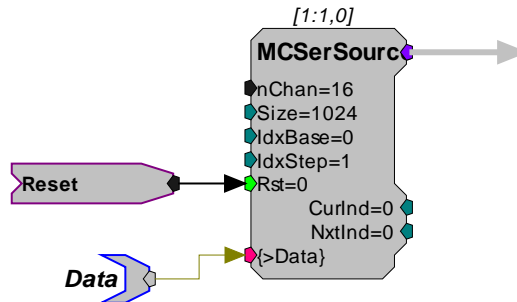 [1:1,0]
MCSerSourc
nChan=16
Size=1024
IdxBase=0
IdxStep=1
Reset
Rst=0
CurInd=0
NxtInd=0
Data
{>Data}